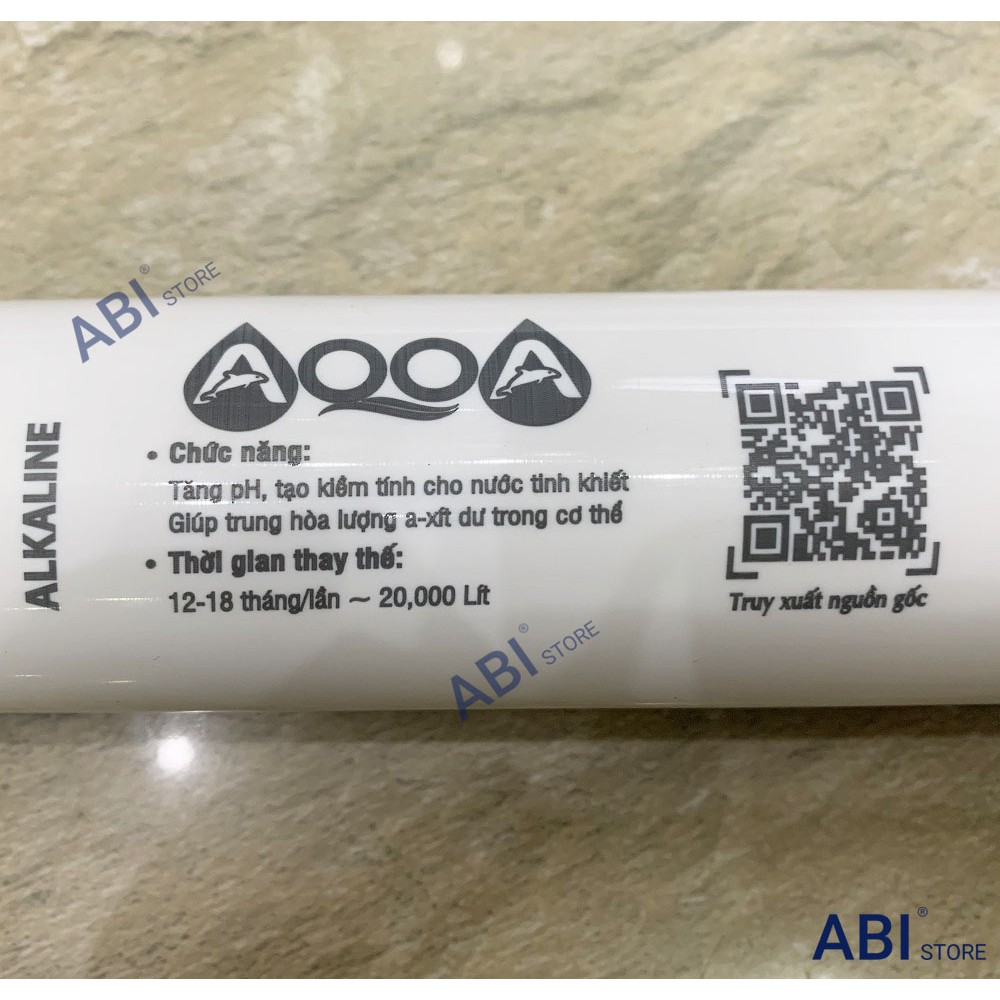 ABI® STORE
AQOA
ALKALINE
• Chức năng:
Tăng pH, tạo kiềm tính cho nước tinh khiết
Giúp trung hòa lượng a-xít dư trong cơ thể
• Thời gian thay thế:
12-18 tháng/lần ~ 20,000 Lít
Truy xuất nguồn gốc
ABI® STORE
ABI® STORE